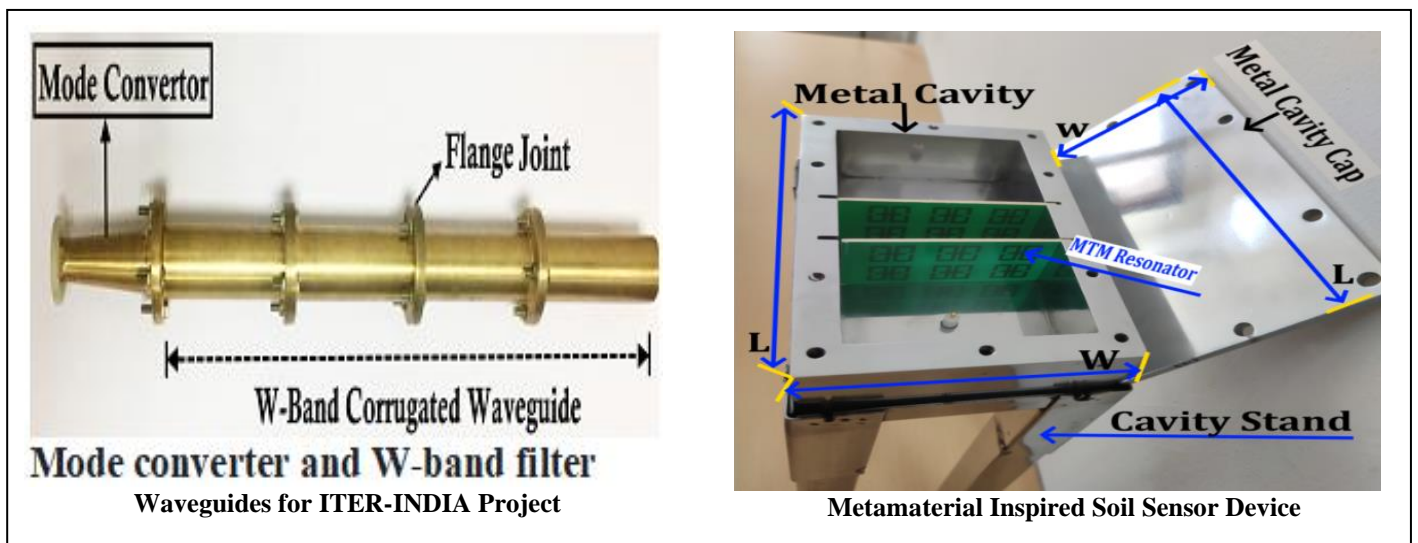 Mode Convertor
Flange Joint
W-Band Corrugated Waveguide
Mode converter and W-band filter
Waveguides for ITER-INDIA Project
Metal Cavity
Metal Cavity Cap
W
L
MTM Resonator
L
W
Cavity Stand
Metamaterial Inspired Soil Sensor Device